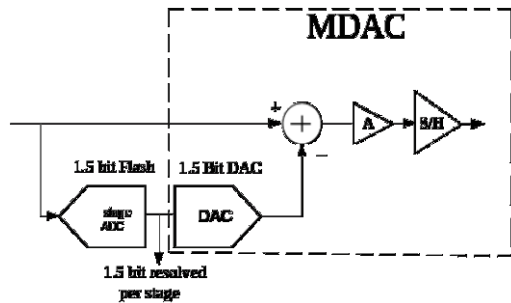 MDAC
+
+
A
S/H
−
1.5 bit Flash
1.5 Bit DAC
stage
ADC
DAC
1.5 bit resolved
per stage